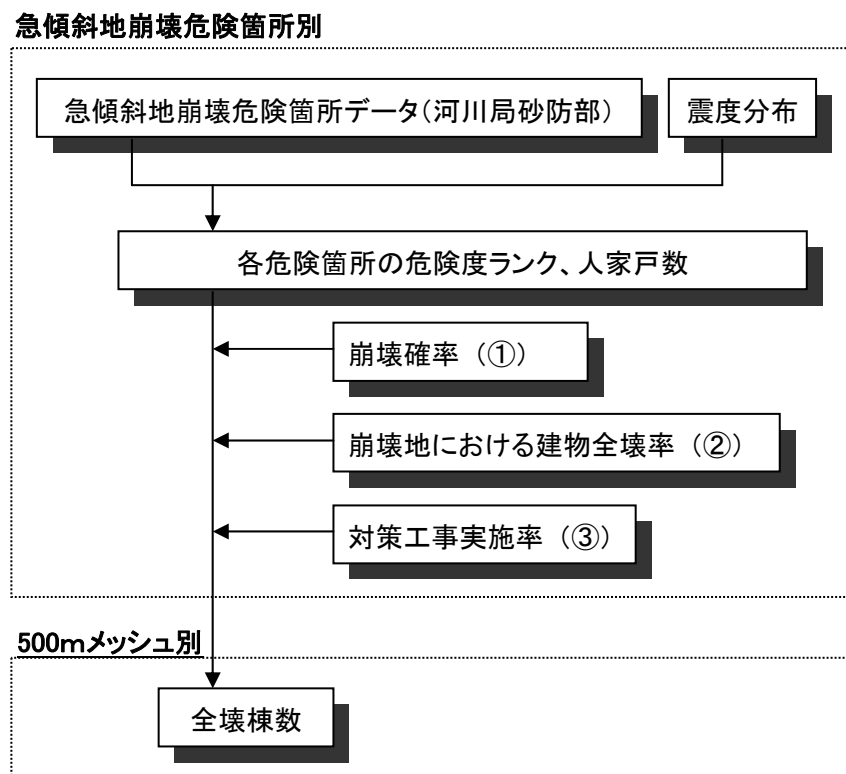 急傾斜地崩壊危険箇所別
急傾斜地崩壊危険箇所データ(河川局砂防部)
震度分布
各危険箇所の危険度ランク、人家戸数
崩壊確率 (①)
崩壊地における建物全壊率 (②)
対策工事実施率 (③)
500mメッシュ別
全壊棟数